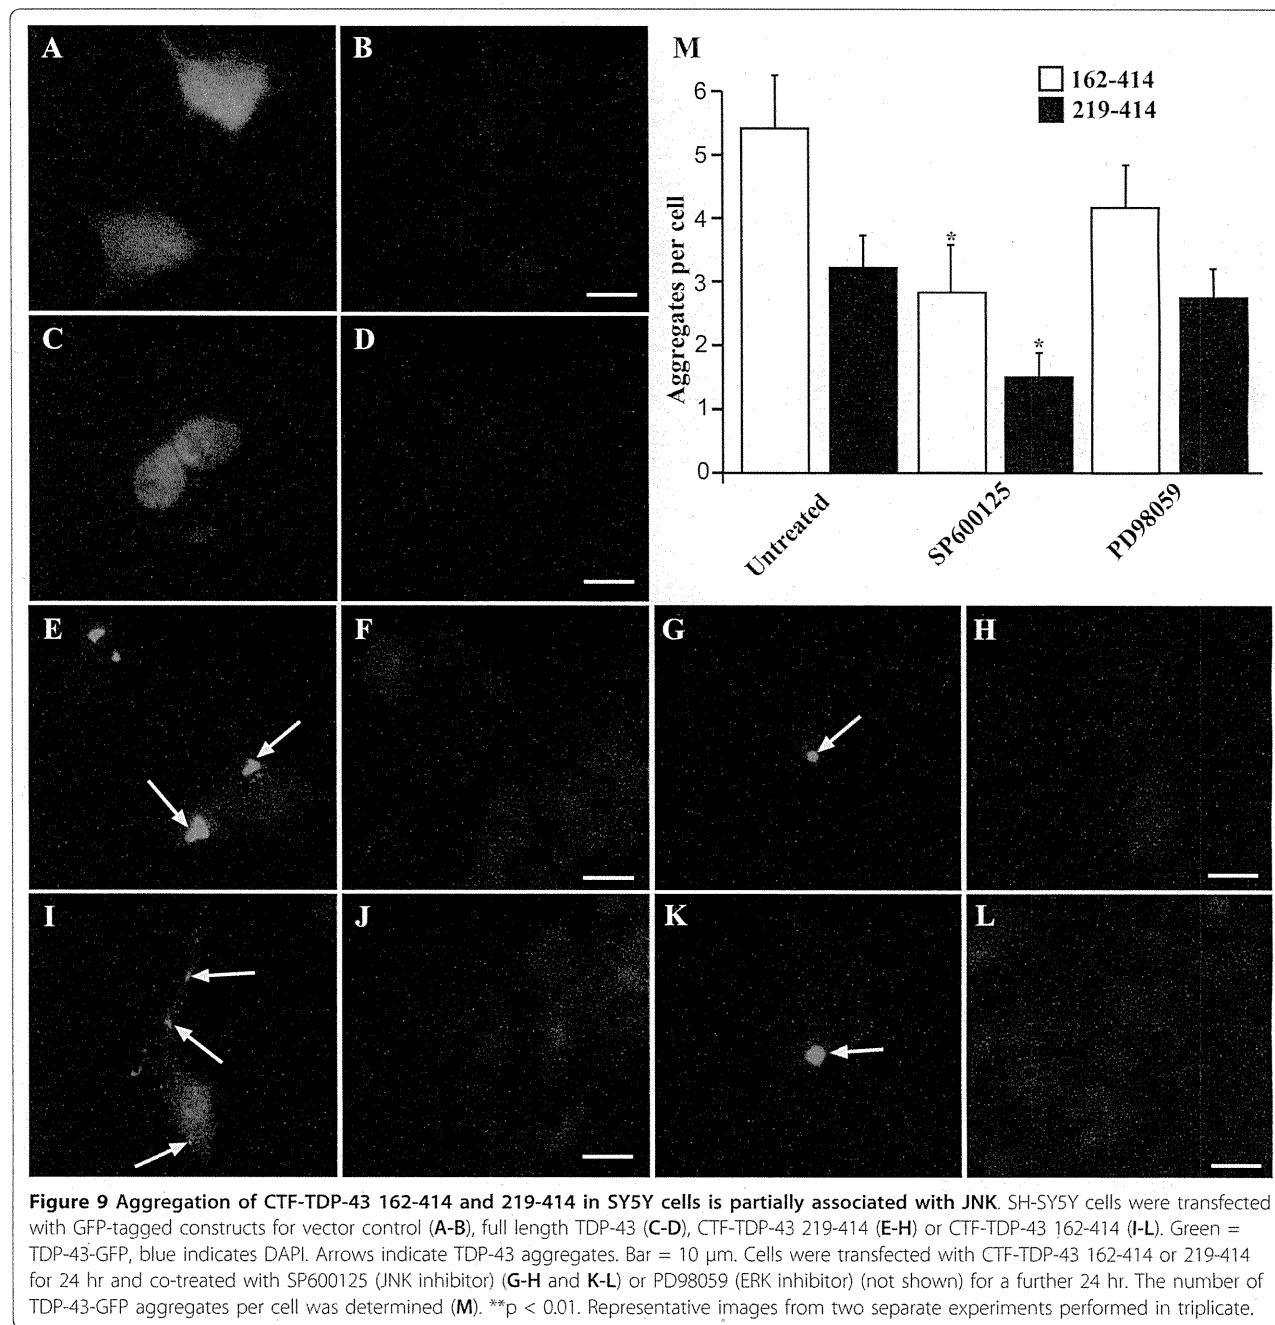 A
B
M
162-414
219-414
6
5
4
3
2
1
0
Aggregates per cell
*
*
Untreated
SP600125
PD98059
C
D
E
F
G
H
I
J
K
L
Figure 9 Aggregation of CTF-TDP-43 162-414 and 219-414 in SY5Y cells is partially associated with JNK. SH-SY5Y cells were transfected
with GFP-tagged constructs for vector control (A-B), full length TDP-43 (C-D), CTF-TDP-43 219-414 (E-H) or CTF-TDP-43 162-414 (I-L). Green =
TDP-43-GFP, blue indicates DAPI. Arrows indicate TDP-43 aggregates. Bar = 10 μm. Cells were transfected with CTF-TDP-43 162-414 or 219-414
for 24 hr and co-treated with SP600125 (JNK inhibitor) (G-H and K-L) or PD98059 (ERK inhibitor) (not shown) for a further 24 hr. The number of
TDP-43-GFP aggregates per cell was determined (M). **p < 0.01. Representative images from two separate experiments performed in triplicate.